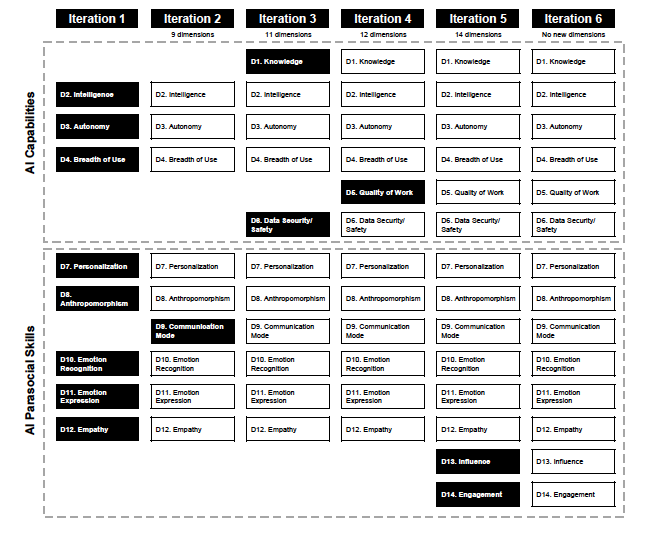 Iteration 1 Iteration 2 Iteration 3 Iteration 4 Iteration 5 Iteration 6
9 dimensions 11 dimensions 12 dimensions 14 dimensions No new dimensions
AI Capabilities
D1. Knowledge D1. Knowledge D1. Knowledge D1. Knowledge
D2. Intelligence D2. Intelligence D2. Intelligence D2. Intelligence D2. Intelligence D2. Intelligence
D3. Autonomy D3. Autonomy D3. Autonomy D3. Autonomy D3. Autonomy D3. Autonomy
D4. Breadth of Use D4. Breadth of Use D4. Breadth of Use D4. Breadth of Use D4. Breadth of Use D4. Breadth of Use
D5. Quality of Work D5. Quality of Work D5. Quality of Work
D6. Data Security/ D6. Data Security/ D6. Data Security/ D6. Data Security/
Safety Safety Safety Safety
AI Parasocial Skills
D7. Personalization D7. Personalization D7. Personalization D7. Personalization D7. Personalization D7. Personalization
D8. Anthropomorphism D8. Anthropomorphism D8. Anthropomorphism D8. Anthropomorphism D8. Anthropomorphism D8. Anthropomorphism
D9. Communication D9. Communication D9. Communication D9. Communication D9. Communication
Mode Mode Mode Mode Mode
D10. Emotion D10. Emotion D10. Emotion D10. Emotion D10. Emotion D10. Emotion
Recognition Recognition Recognition Recognition Recognition Recognition
D11. Emotion D11. Emotion D11. Emotion D11. Emotion D11. Emotion D11. Emotion
Expression Expression Expression Expression Expression Expression
D12. Empathy D12. Empathy D12. Empathy D12. Empathy D12. Empathy D12. Empathy
D13. Influence D13. Influence
D14. Engagement D14. Engagement